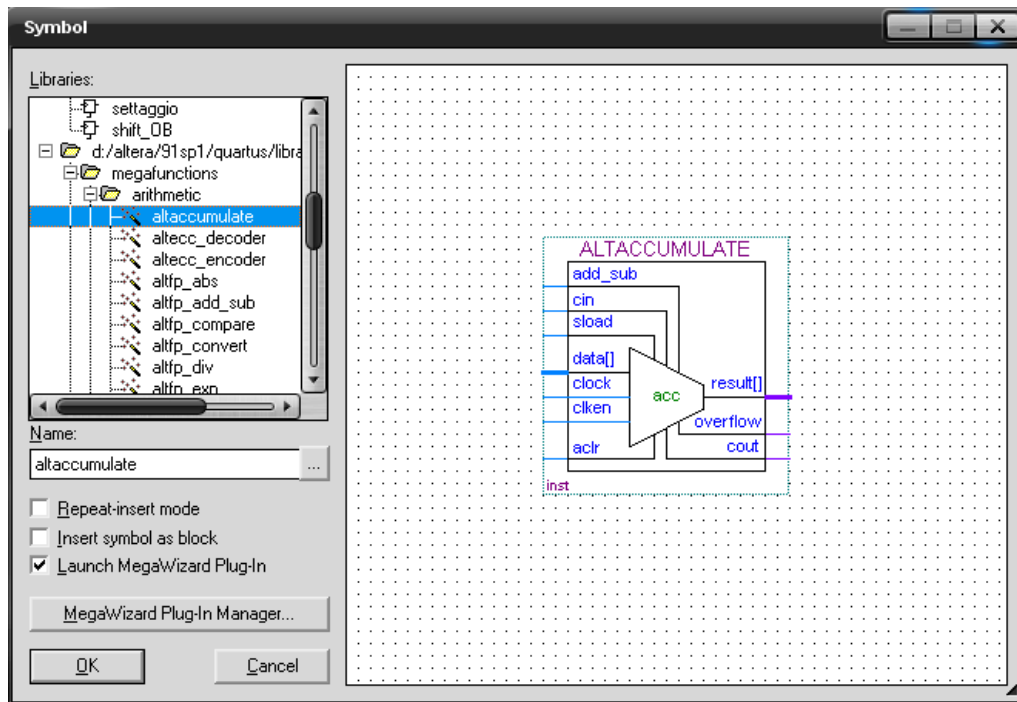 Symbol
Libraries:
settaggio
shift_OB
d:/altera/91sp1/quartus/libra
megafunctions
arithmetic
altaccumulate
altecc_decoder
altecc_encoder
altfp_abs
altfp_add_sub
altfp_compare
altfp_convert
altfp_div
altfp_exp
Name:
altaccumulate
...
Repeat-insert mode
Insert symbol as block
Launch MegaWizard Plug-In
MegaWizard Plug-In Manager...
OK Cancel
ALTACCUMULATE
add_sub
cin
sload
data[]
clock
clken
aclr
acc
result[]
overflow
cout
inst